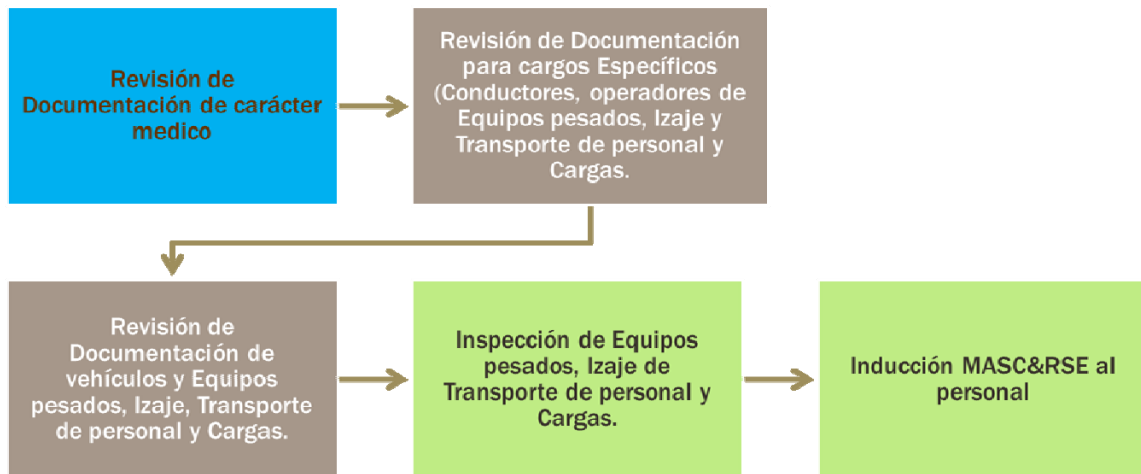 Revisión de
Documentación de carácter
medico
Revisión de Documentación
para cargos Específicos
(Conductores, operadores de
Equipos pesados, Izaje y
Transporte de personal y
Cargas.
Revisión de
Documentación de
vehículos y Equipos
pesados, Izaje, Transporte
de personal y Cargas.
Inspección de Equipos
pesados, Izaje de
Transporte de personal y
Cargas.
Inducción MASC&RSE al
personal